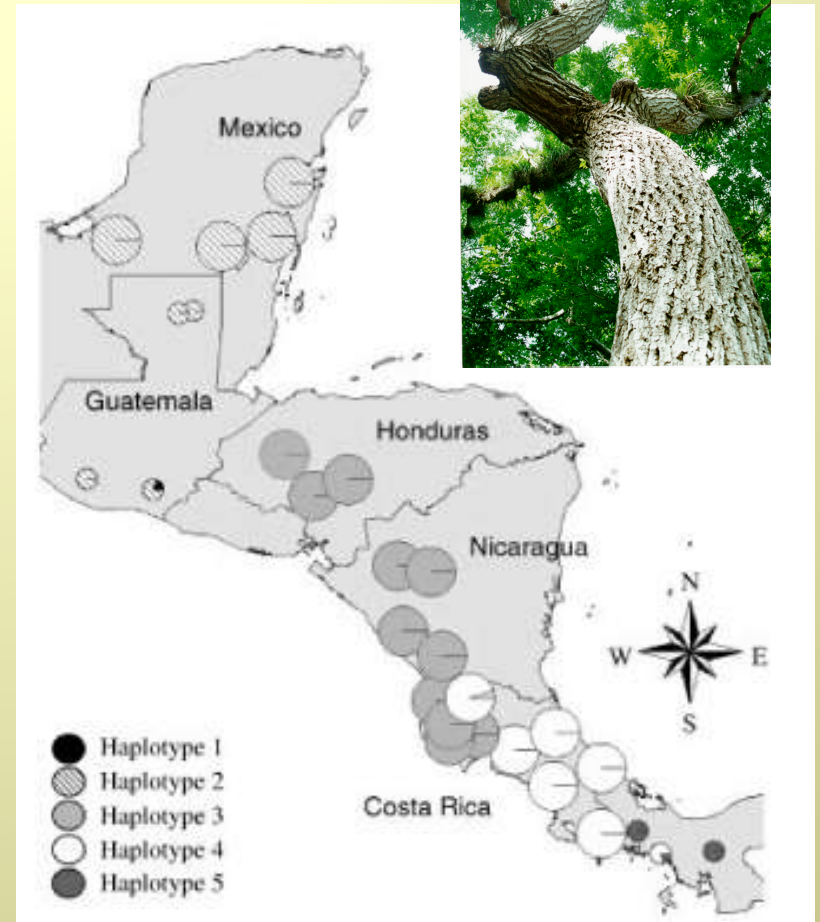 Mexico
Guatemala
Honduras
Nicaragua
N
W
E
S
Haplotype 1
Haplotype 2
Haplotype 3
Haplotype 4
Haplotype 5
Costa Rica